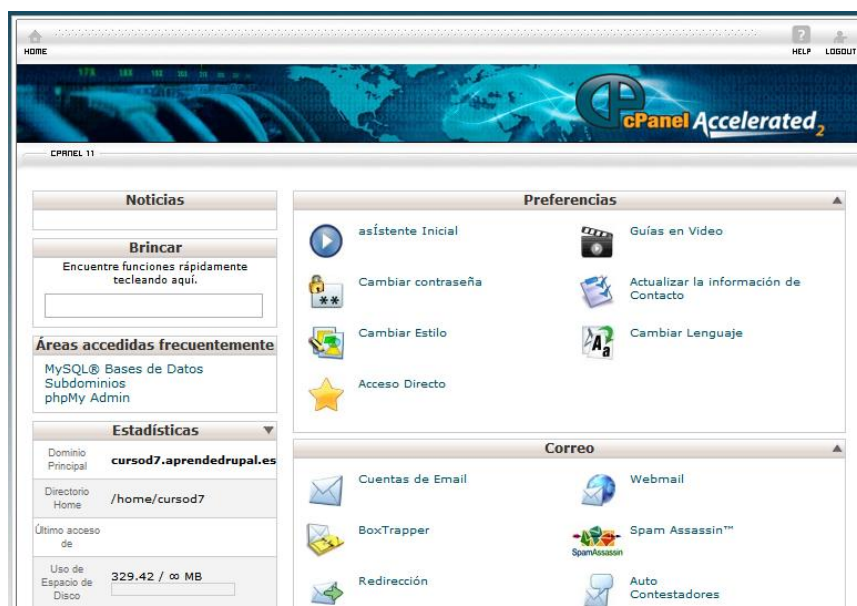 HOME
HELP
LOGOUT
cPanel Accelerated2
CPANEL 11
Noticias
Brincar
Encuentre funciones rápidamente
tecleando aquí.
Áreas accedidas frecuentemente
MySQL® Bases de Datos
Subdominios
phpMy Admin
Estadísticas
Dominio
Principal
cursod7.aprendedrupal.es
Directorio
Home
/home/cursod7
Último acceso
de
Uso de
Espacio de
Disco
329.42 / ∞ MB
Preferencias
asÍstente Inicial
Guías en Video
Cambiar contraseña
Actualizar la información de
Contacto
Cambiar Estilo
Cambiar Lenguaje
Acceso Directo
Correo
Cuentas de Email
Webmail
BoxTrapper
SpamAssassin
Spam Assassin™
Redirección
Auto
Contestadores